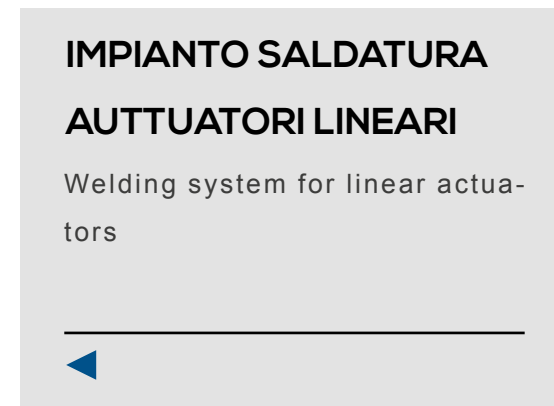 IMPIANTO SALDATURA
AUTTUATORI LINEARI
Welding system for linear actua-
tors